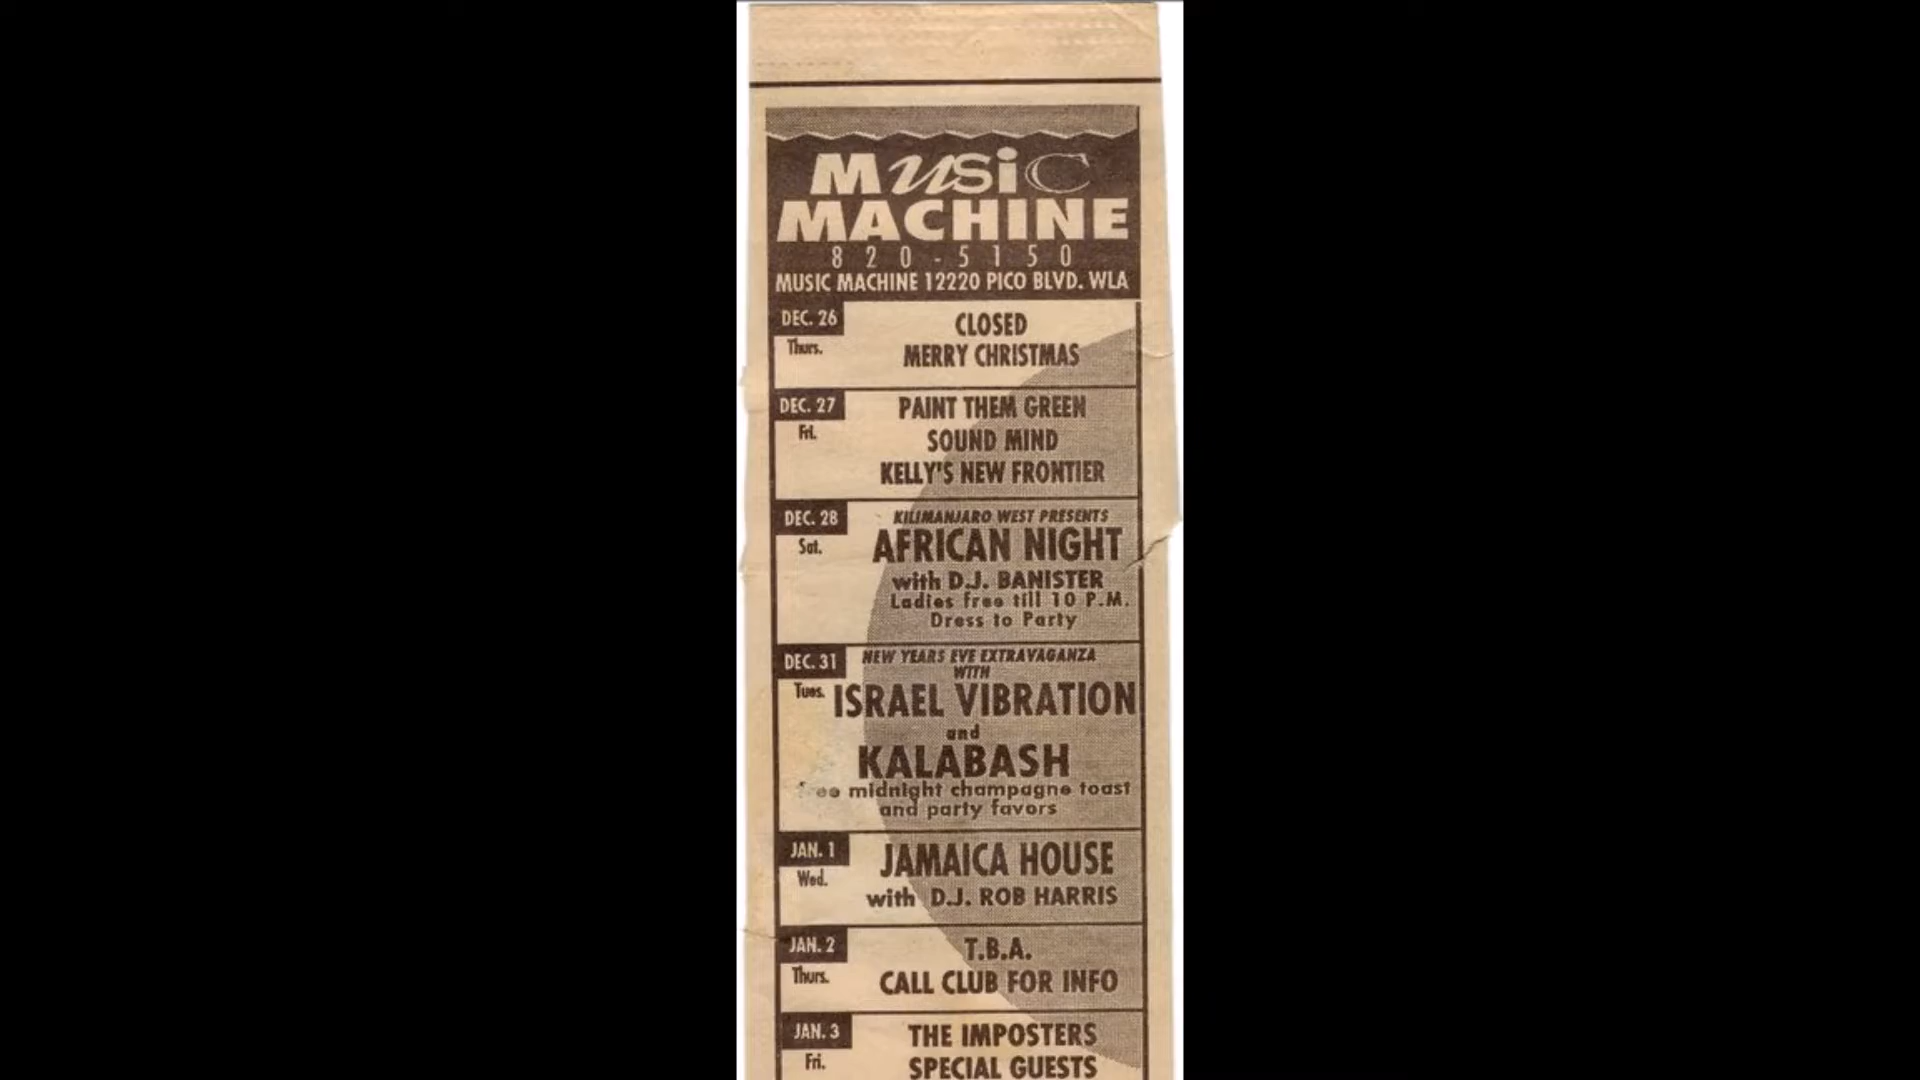 MUSiC
MACHINE
820-5150
MUSIC MACHINE 12220 PICO BLVD. WLA
DEC. 26
Thurs.
CLOSED
MERRY CHRISTMAS
DEC. 27
Fri.
PAINT THEM GREEN
SOUND MIND
KELLY'S NEW FRONTIER
DEC. 28
Sat.
KILIMANJARO WEST PRESENTS
AFRICAN NIGHT
with D.J. BANISTER
Ladies free till 10 P.M.
Dress to Party
DEC. 31
Tues.
NEW YEARS EVE EXTRAVAGANZA
WITH
ISRAEL VIBRATION
and
KALABASH
free midnight champagne toast
and party favors
JAN. 1
Wed.
JAMAICA HOUSE
with D.J. ROB HARRIS
JAN. 2
Thurs.
T.B.A.
CALL CLUB FOR INFO
JAN. 3
Fri.
THE IMPOSTERS
SPECIAL GUESTS